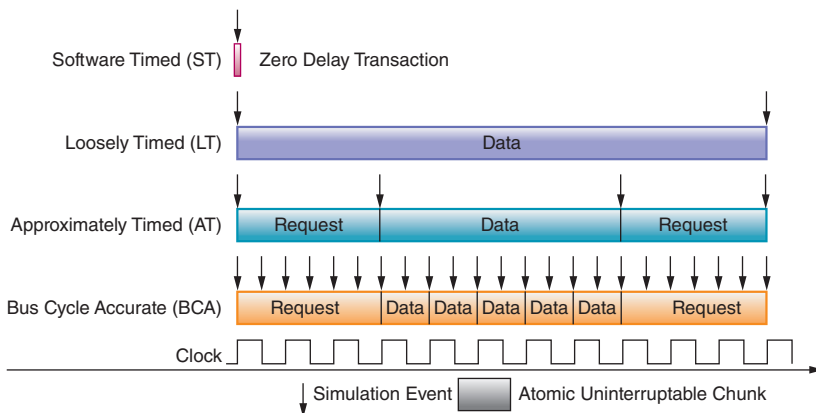 Software Timed (ST)
Zero Delay Transaction
Loosely Timed (LT)
Data
Approximately Timed (AT)
Request
Data
Request
Bus Cycle Accurate (BCA)
Request
Data
Data
Data
Data
Data
Request
Clock
Simulation Event
Atomic Uninterruptable Chunk